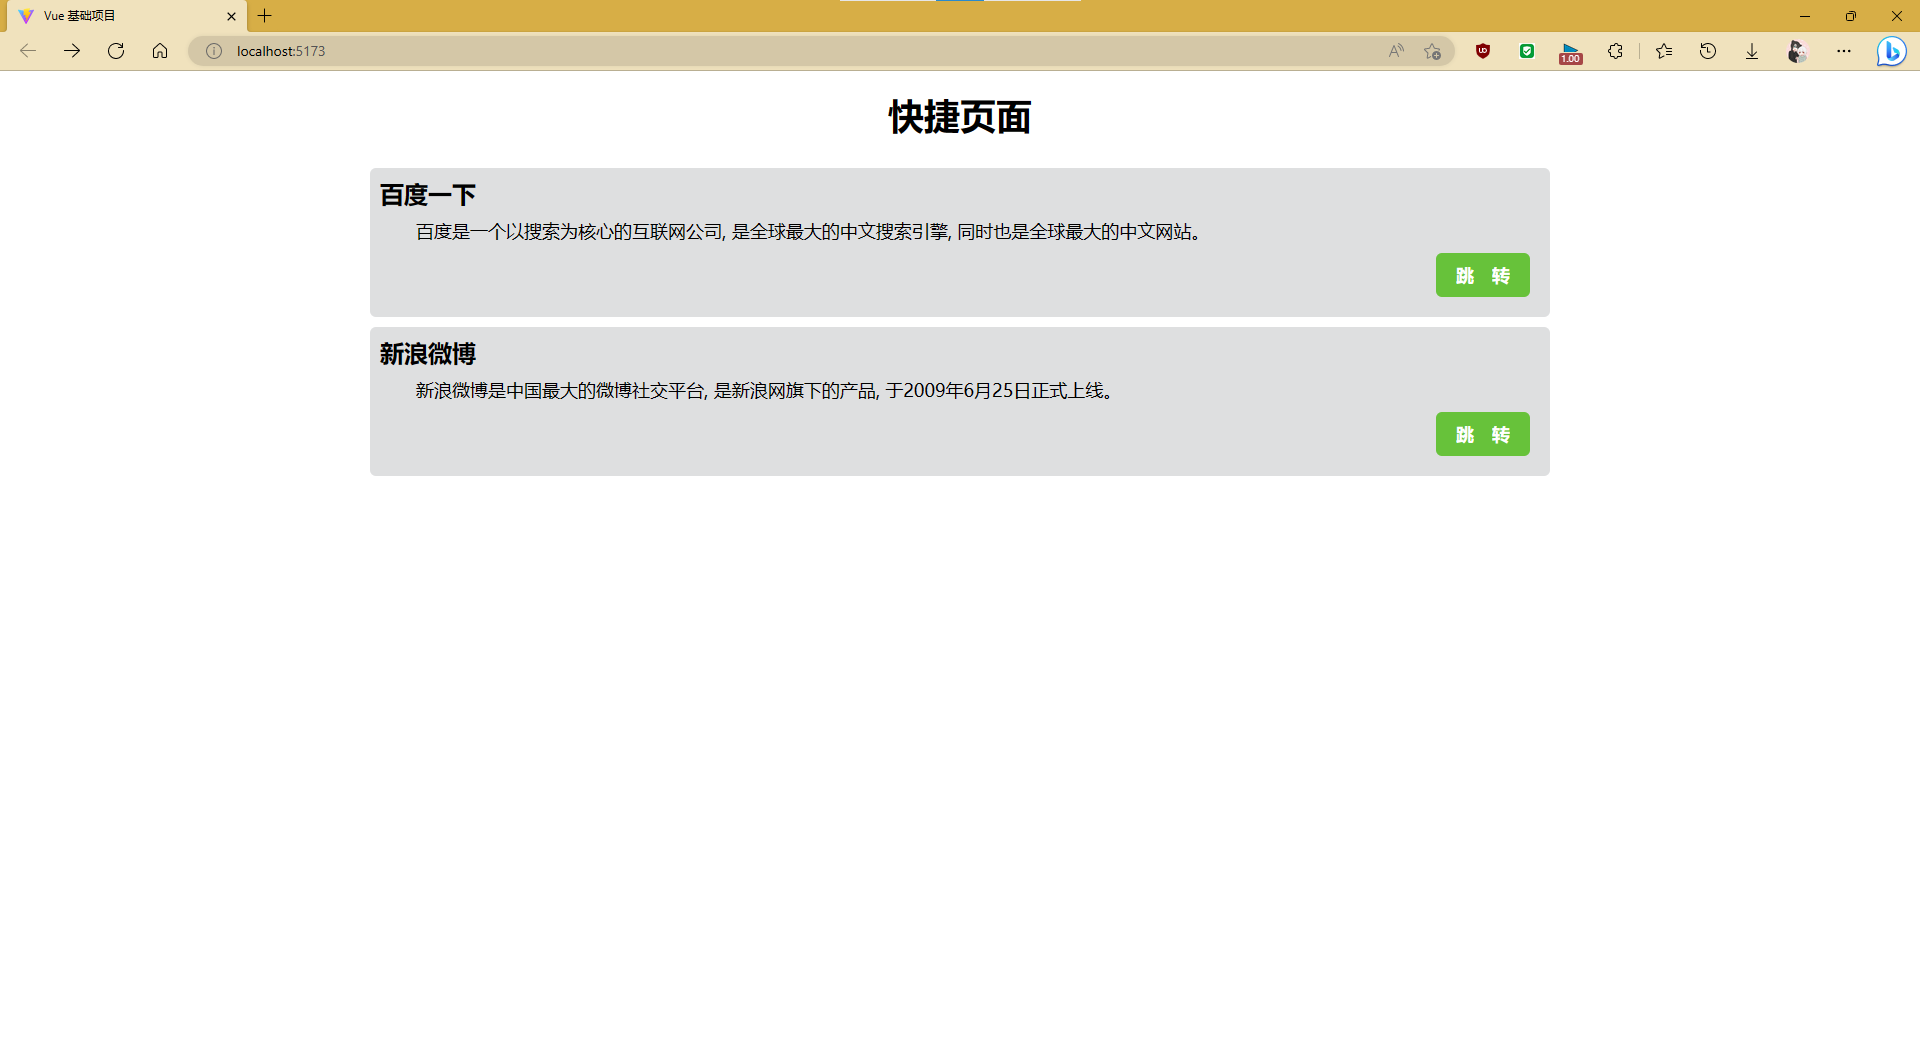 Vue 基础项目
localhost:5173
1.00
快捷页面
百度一下
百度是一个以搜索为核心的互联网公司, 是全球最大的中文搜索引擎, 同时也是全球最大的中文网站。
跳 转
新浪微博
新浪微博是中国最大的微博社交平台, 是新浪网旗下的产品, 于2009年6月25日正式上线。
跳 转